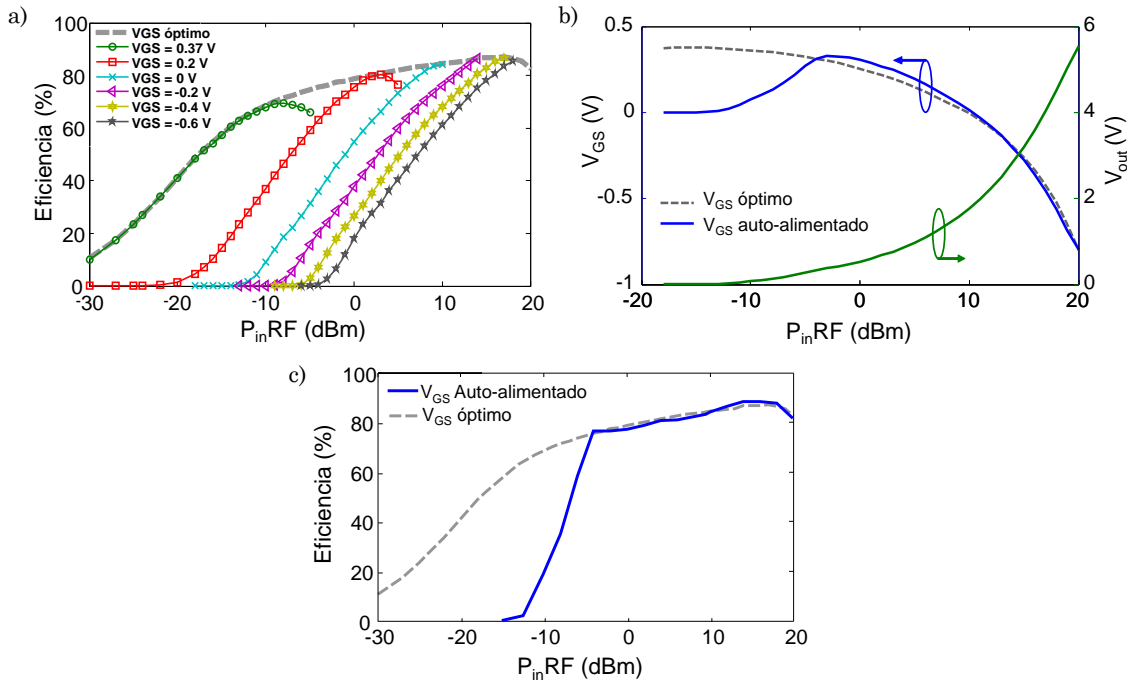 a)
100
80
60
40
20
0
Eficiencia (%)
VGS óptimo
VGS = 0.37 V
VGS = 0.2 V
VGS = 0 V
VGS = -0.2 V
VGS = -0.4 V
VGS = -0.6 V
-30
-20
-10
0
10
20
PinRF (dBm)
b)
0.5
0
-0.5
-1
VGS (V)
6
4
2
0
Vout (V)
VGS óptimo
VGS auto-alimentado
-20
-10
0
10
20
PinRF (dBm)
c)
100
80
60
40
20
0
Eficiencia (%)
VGS Auto-alimentado
VGS óptimo
-30
-20
-10
0
10
20
PinRF (dBm)